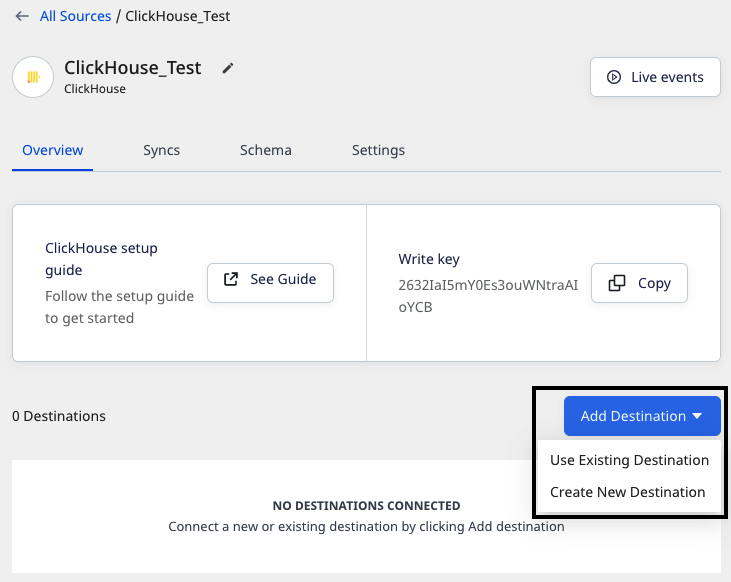 All Sources / ClickHouse_Test
ClickHouse_Test
ClickHouse
Live events
Overview
Syncs
Schema
Settings
ClickHouse setup
guide
Follow the setup guide
to get started
See Guide
Write key
2632IaI5mY0Es3ouWNtraAI
oYCB
Copy
0 Destinations
Add Destination
Use Existing Destination
Create New Destination
NO DESTINATIONS CONNECTED
Connect a new or existing destination by clicking Add destination